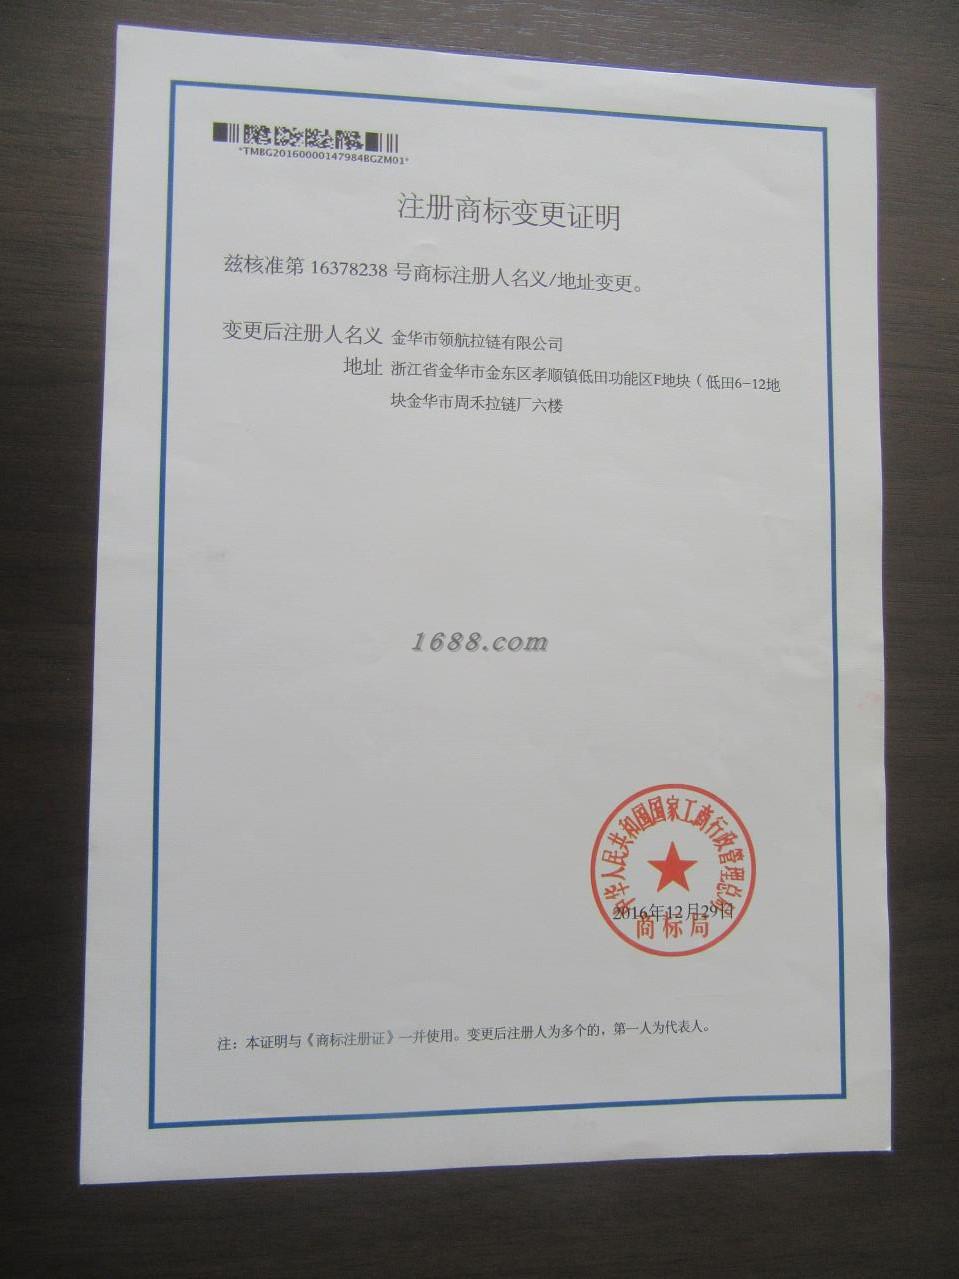 *TMBG20160000147984BGZM01*
注册商标变更证明
兹核准第 16378238 号商标注册人名义/地址变更。
变更后注册人名义 金华市领航拉链有限公司
地址 浙江省金华市金东区孝顺镇低田功能区F地块（低田6-12地
块金华市周禾拉链厂六楼
1688.com
中华人民共和国国家工商行政管理总局
2016年12月29日
商标局
注：本证明与《商标注册证》一并使用。变更后注册人为多个的，第一人为代表人。